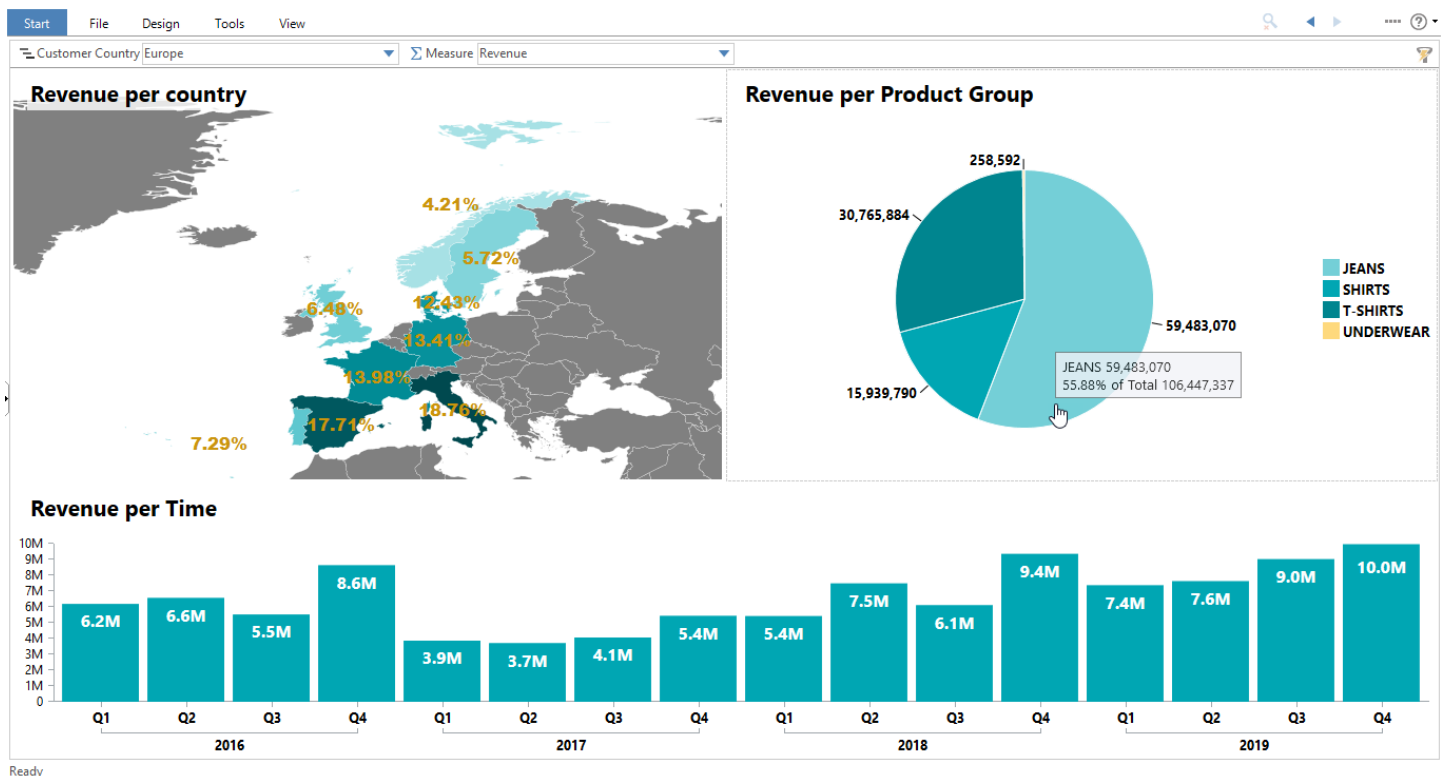 Start File Design Tools View
Customer Country Europe Σ Measure Revenue
Revenue per country
4.21%
5.72%
12.43%
6.48%
13.41%
13.98%
18.76%
17.71%
7.29%
Revenue per Product Group
258,592
30,765,884
59,483,070
15,939,790
JEANS 59,483,070
55.88% of Total 106,447,337
JEANS
SHIRTS
T-SHIRTS
UNDERWEAR
Revenue per Time
10M
9M
8M
7M
6M
5M
4M
3M
2M
1M
0
6.2M 6.6M 5.5M 8.6M 3.9M 3.7M 4.1M 5.4M 5.4M 7.5M 6.1M 9.4M 7.4M 7.6M 9.0M 10.0M
Q1 Q2 Q3 Q4 Q1 Q2 Q3 Q4 Q1 Q2 Q3 Q4 Q1 Q2 Q3 Q4
2016 2017 2018 2019
Ready